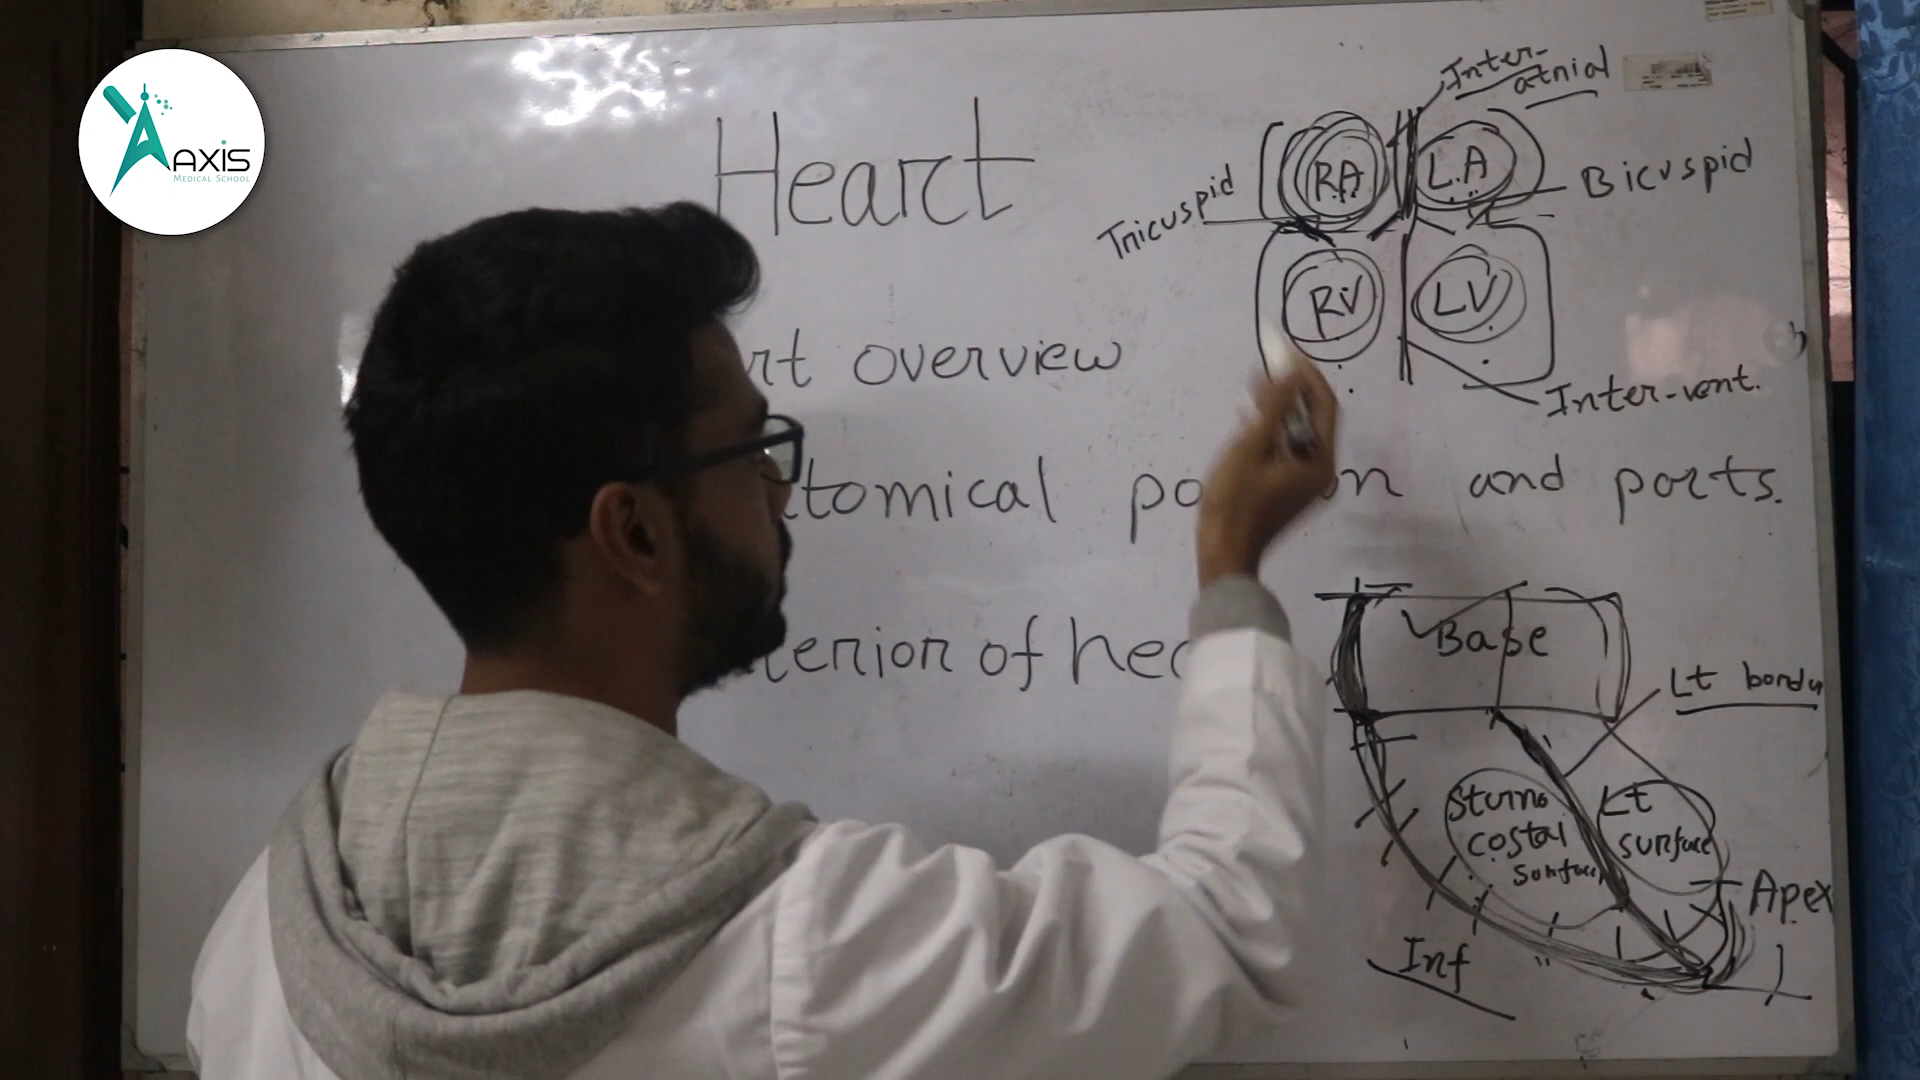 AXIS
MEDICAL SCHOOL
Heart
Inter-
atrial
RA
L.A
Tricuspid
Bicuspid
RV
LV
Inter-vent.
rt overview
tomical po n and parts.
terior of hea
Base
Lt border
Sturno
costal
Surface
Lt
surface
Apex
Inf